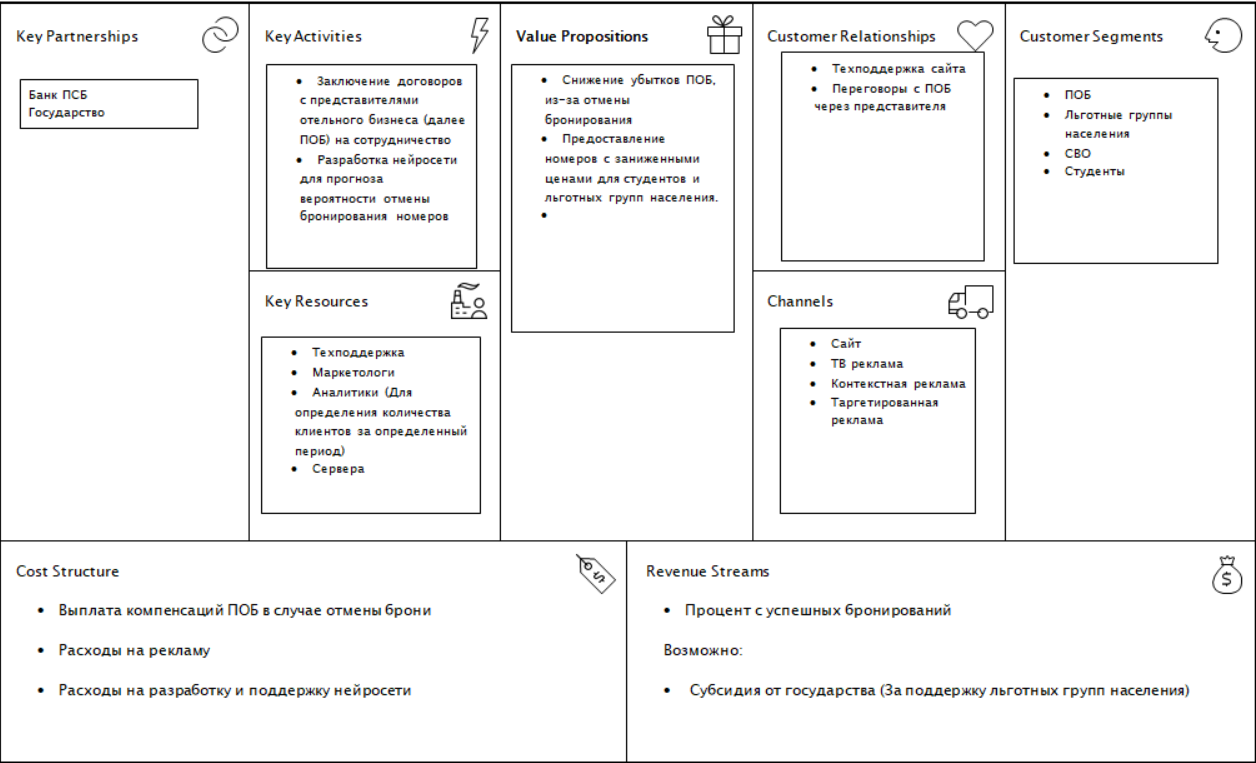 Key Partnerships
Банк ПСБ
Государство
Key Activities
• Заключение договоров
с представителями
отельного бизнеса (далее
ПОБ) на сотрудничество
• Разработка нейросети
для прогноза
вероятности отмены
бронирования номеров
Key Resources
• Техподдержка
• Маркетологи
• Аналитики (Для
определения количества
клиентов за определенный
период)
• Сервера
Value Propositions
• Снижение убытков ПОБ,
из-за отмены
бронирования
• Предоставление
номеров с заниженными
ценами для студентов и
льготных групп населения.
•
Customer Relationships
• Техподдержка сайта
• Переговоры с ПОБ
через представителя
Channels
• Сайт
• ТВ реклама
• Контекстная реклама
• Таргетированная
реклама
Customer Segments
• ПОБ
• Льготные группы
населения
• СВО
• Студенты
Cost Structure
• Выплата компенсаций ПОБ в случае отмены брони
• Расходы на рекламу
• Расходы на разработку и поддержку нейросети
Revenue Streams
• Процент с успешных бронирований
Возможно:
• Субсидия от государства (За поддержку льготных групп населения)